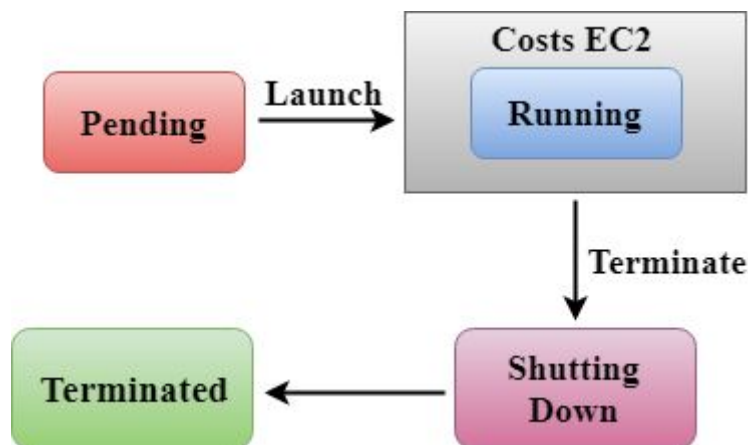 Costs EC2
Pending
Launch
Running
Terminate
Terminated
Shutting
Down